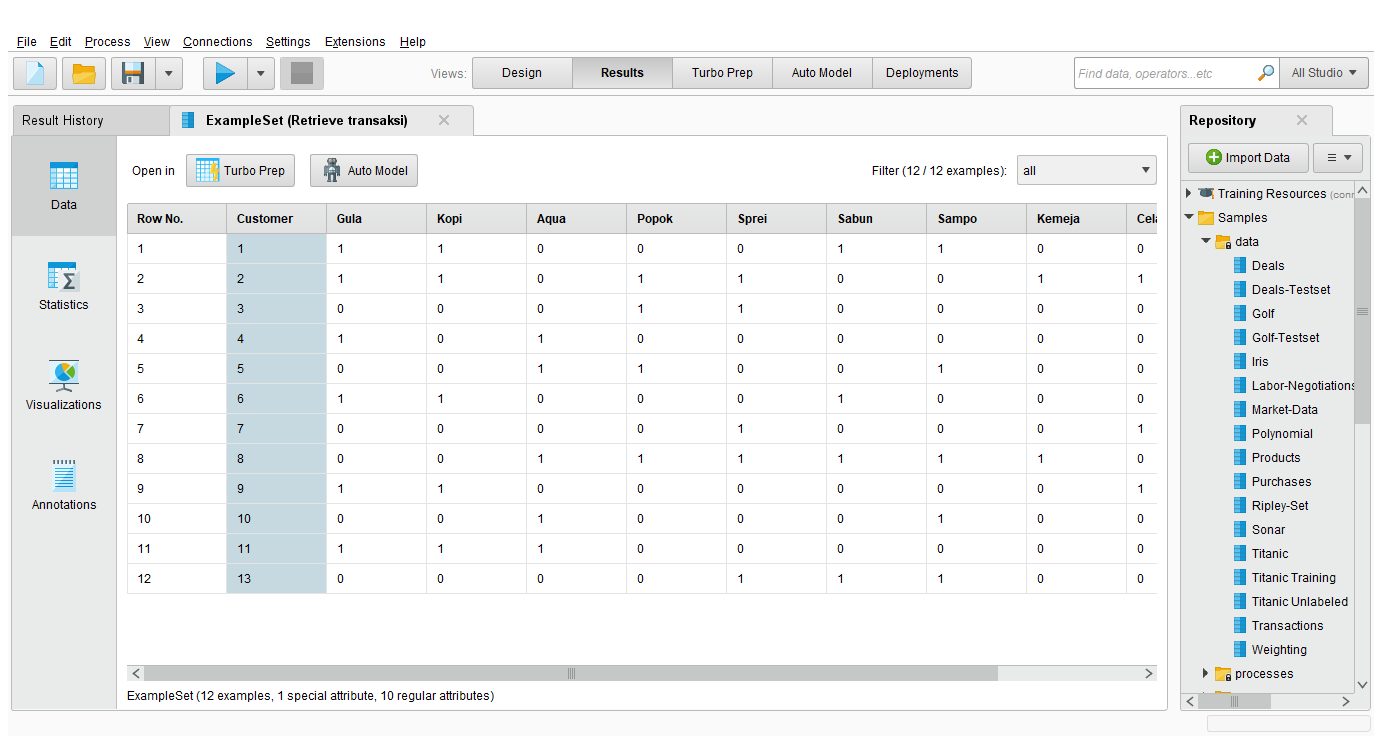 File Edit Process View Connections Settings Extensions Help
Views: Design Results Turbo Prep Auto Model Deployments Find data, operators...etc All Studio
Result History ExampleSet (Retrieve transaksi) Repository
Open in Turbo Prep Auto Model Filter (12 / 12 examples): all
Import Data
Data
Statistics
Visualizations
Annotations
Row No. Customer Gula Kopi Aqua Popok Sprei Sabun Sampo Kemeja Cela
1 1 1 1 0 0 0 1 1 0 0
2 2 1 1 0 1 1 0 0 1 1
3 3 0 0 0 1 1 0 0 0 0
4 4 1 0 1 0 0 0 0 0 0
5 5 0 0 1 1 0 0 1 0 0
6 6 1 1 0 0 0 1 0 0 0
7 7 0 0 0 0 1 0 0 0 1
8 8 0 0 1 1 1 1 1 1 0
9 9 1 1 0 0 0 0 0 0 1
10 10 0 0 1 0 0 0 1 0 0
11 11 1 1 1 0 0 0 0 0 0
12 13 0 0 0 0 1 1 1 0 0
ExampleSet (12 examples, 1 special attribute, 10 regular attributes)
Training Resources (conn
Samples
data
Deals
Deals-Testset
Golf
Golf-Testset
Iris
Labor-Negotiations
Market-Data
Polynomial
Products
Purchases
Ripley-Set
Sonar
Titanic
Titanic Training
Titanic Unlabeled
Transactions
Weighting
processes